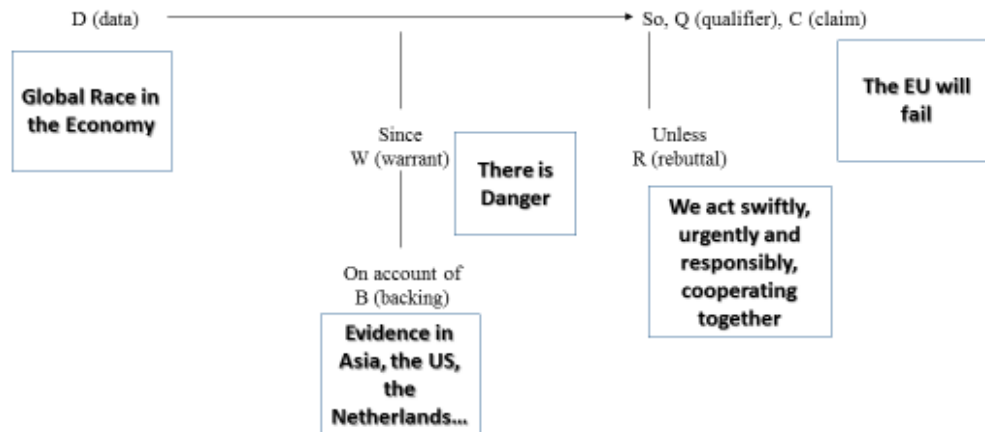 D (data)
So, Q (qualifier), C (claim)
Global Race in
the Economy
The EU will
fail
Since
W (warrant)
There is
Danger
Unless
R (rebuttal)
We act swiftly,
urgently and
responsibly,
cooperating
together
On account of
B (backing)
Evidence in
Asia, the US,
the
Netherlands...